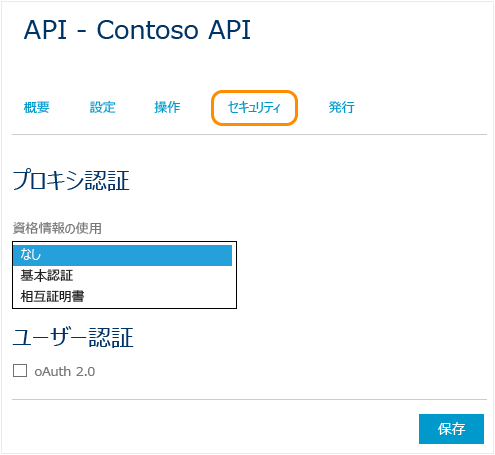 API - Contoso API
概要 設定 操作 セキュリティ 発行
プロキシ認証
資格情報の使用
なし
基本認証
相互証明書
ユーザー認証
oAuth 2.0
保存